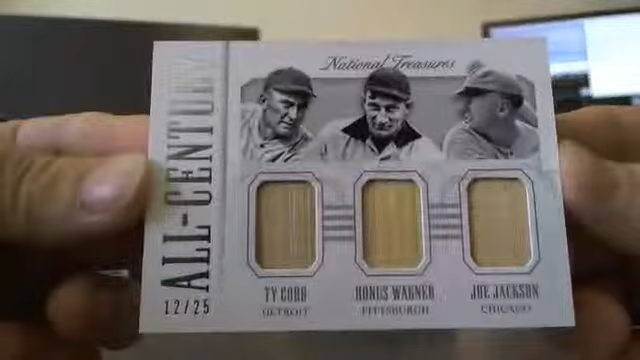 National Treasures
ALL-CENTURY
12/25
TY COBB
DETROIT
HONUS WAGNER
PITTSBURGH
JOE JACKSON
CHICAGO